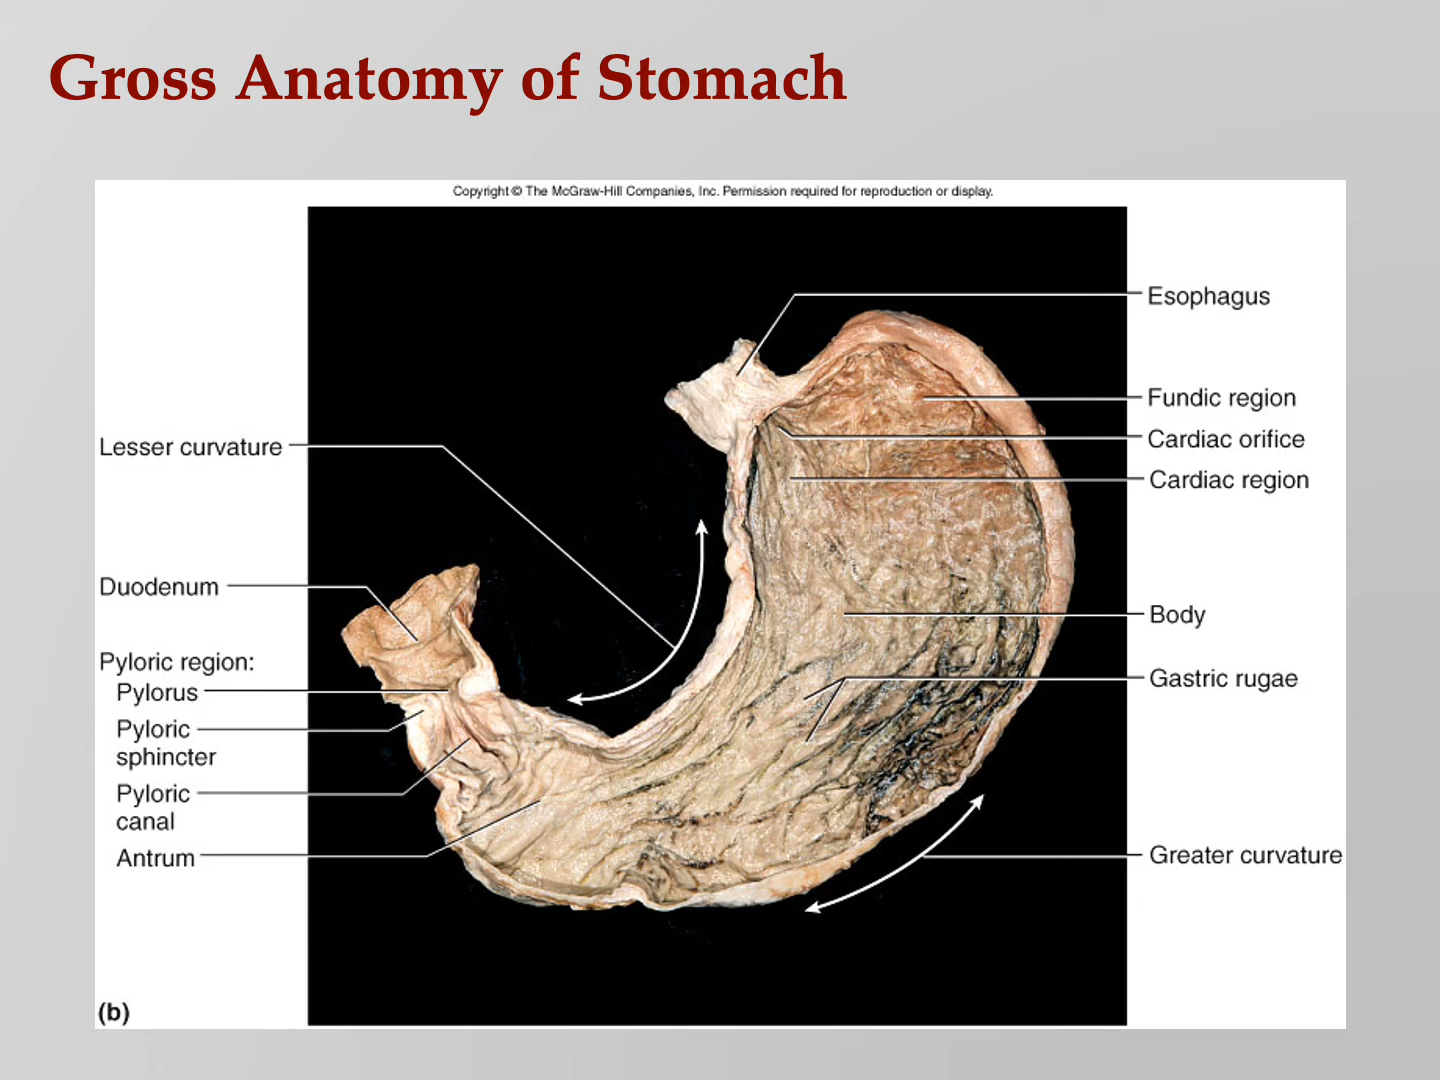 Gross Anatomy of Stomach
Copyright © The McGraw-Hill Companies, Inc. Permission required for reproduction or display.
Esophagus
Fundic region
Cardiac orifice
Cardiac region
Body
Gastric rugae
Greater curvature
Lesser curvature
Duodenum
Pyloric region:
Pylorus
Pyloric
sphincter
Pyloric
canal
Antrum
(b)